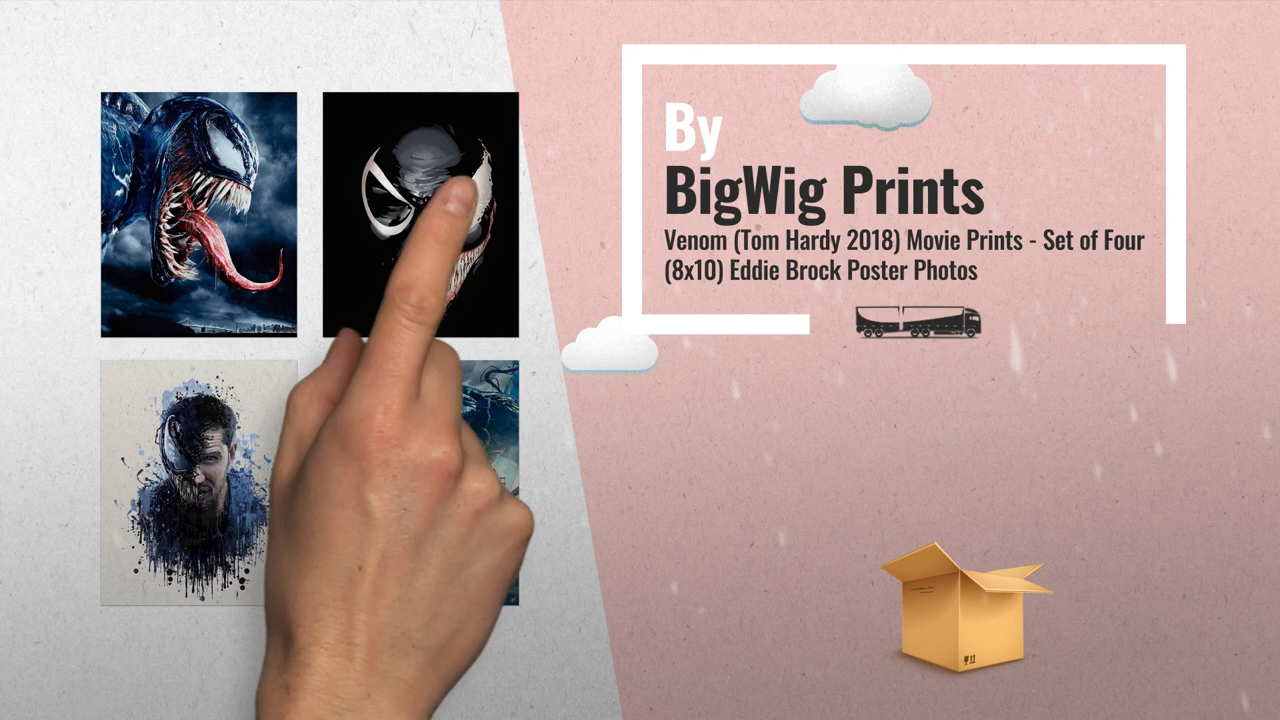 By
BigWig Prints
Venom (Tom Hardy 2018) Movie Prints - Set of Four
(8x10) Eddie Brock Poster Photos